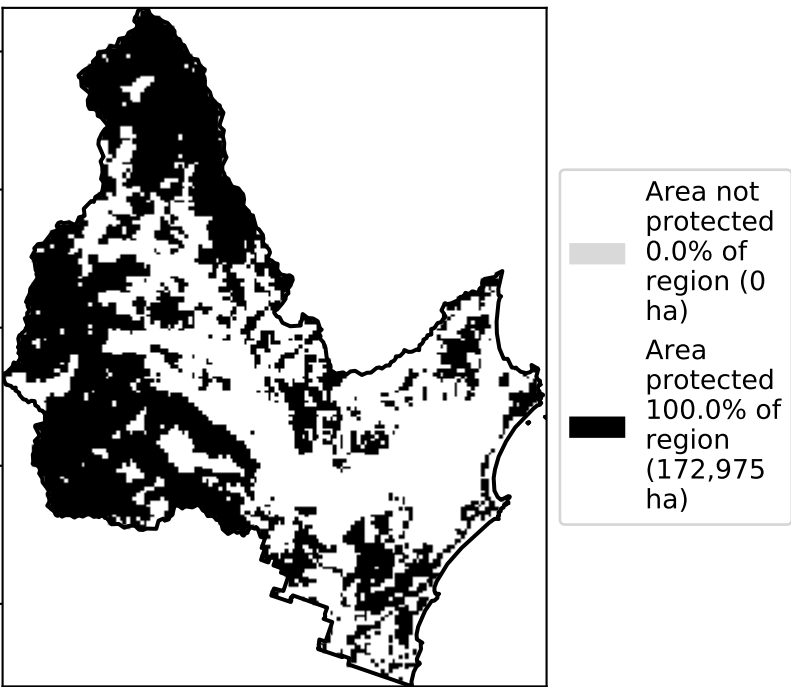 Area not
protected
0.0% of
region (0
ha)
Area
protected
100.0% of
region
(172,975
ha)